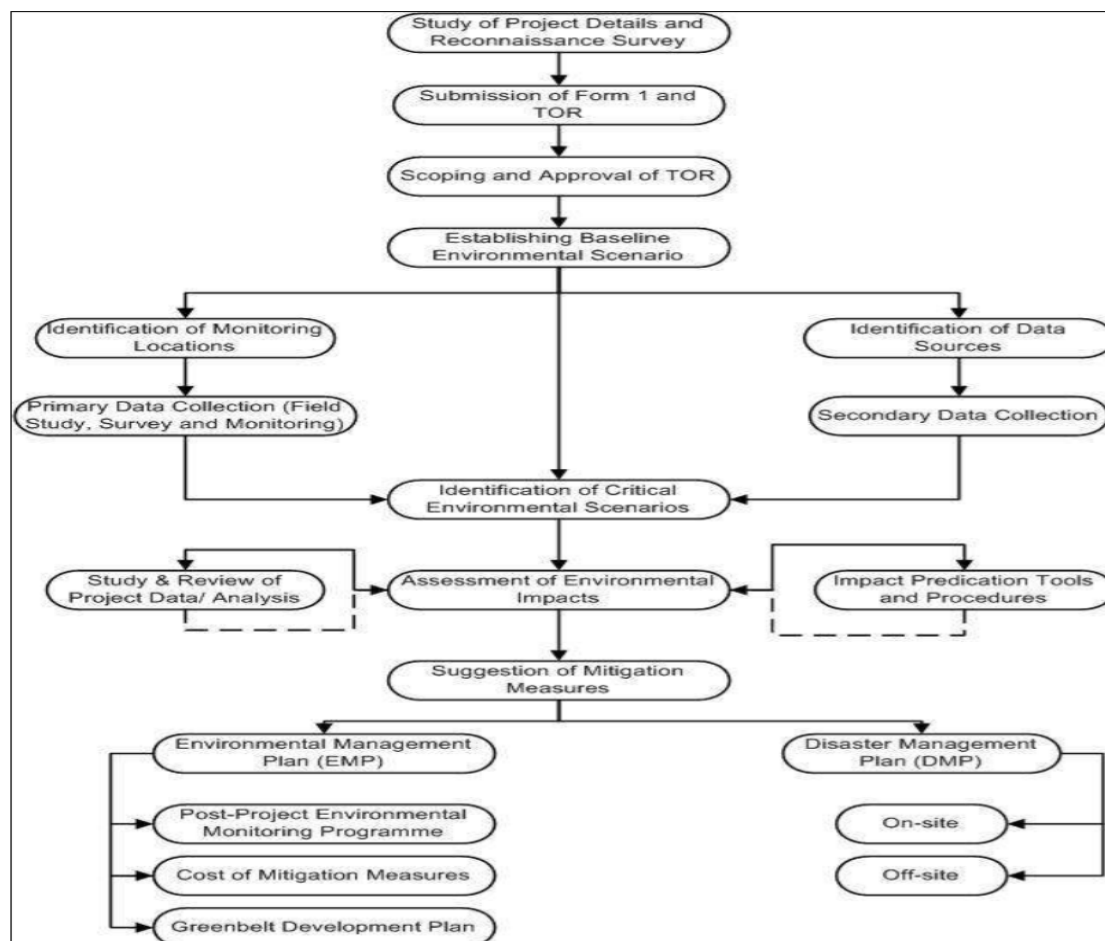 Study of Project Details and
Reconnaissance Survey
Submission of Form 1 and
TOR
Scoping and Approval of TOR
Establishing Baseline
Environmental Scenario
Identification of Monitoring
Locations
Identification of Data
Sources
Primary Data Collection (Field
Study, Survey and Monitoring)
Secondary Data Collection
Identification of Critical
Environmental Scenarios
Study & Review of
Project Data/ Analysis
Assessment of Environmental
Impacts
Impact Predication Tools
and Procedures
Suggestion of Mitigation
Measures
Environmental Management
Plan (EMP)
Disaster Management
Plan (DMP)
Post-Project Environmental
Monitoring Programme
On-site
Cost of Mitigation Measures
Off-site
Greenbelt Development Plan